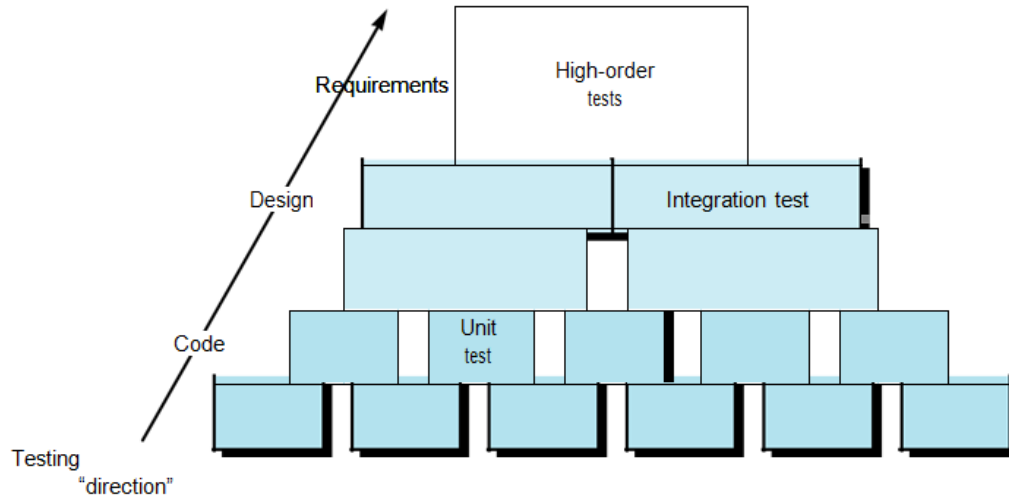 High-order
tests
Requirements
Design
Integration test
Code
Unit
test
Testing
“direction”